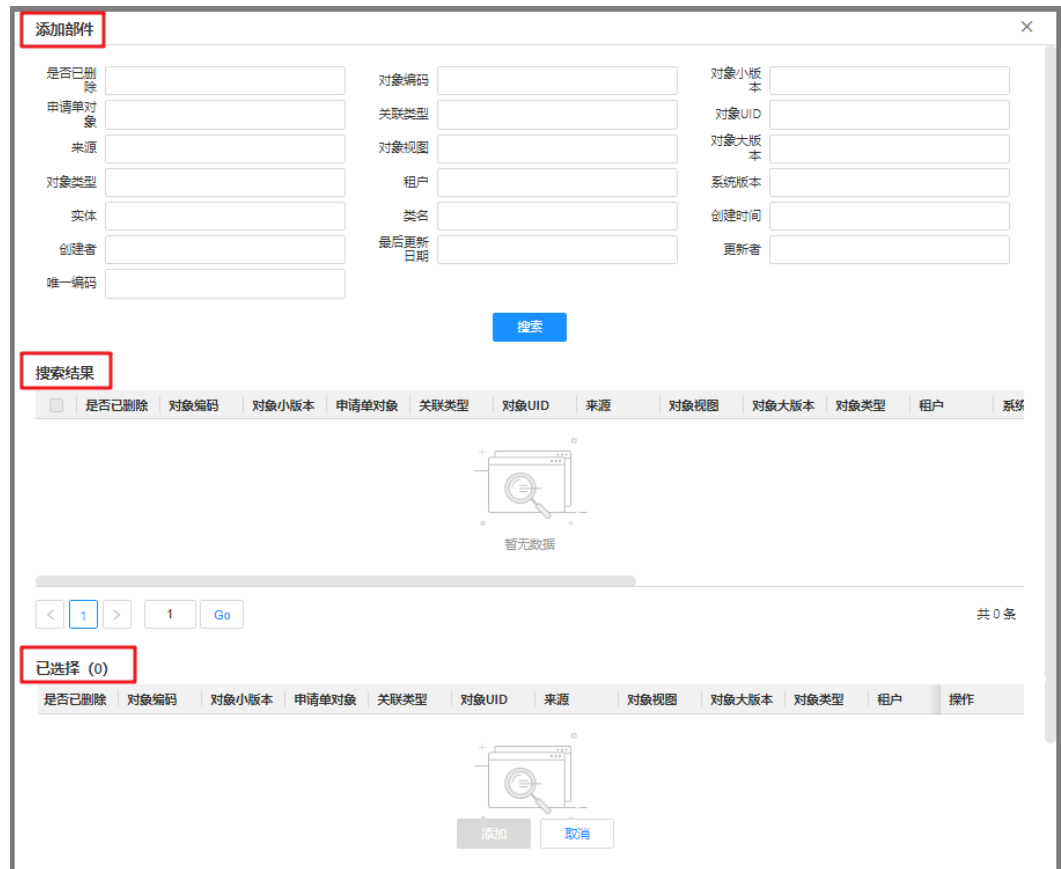 添加部件
是否已删除 对象编码 对象小版本
申请单对象 关联类型 对象UID
来源 对象视图 对象大版本
对象类型 租户 系统版本
实体 类名 创建时间
创建者 最后更新日期 更新者
唯一编码
搜索
搜索结果
是否已删除 对象编码 对象小版本 申请单对象 关联类型 对象UID 来源 对象视图 对象大版本 对象类型 租户 系统
暂无数据
< 1 > 1 Go 共 0 条
已选择 (0)
是否已删除 对象编码 对象小版本 申请单对象 关联类型 对象UID 来源 对象视图 对象大版本 对象类型 租户 操作
添加 取消